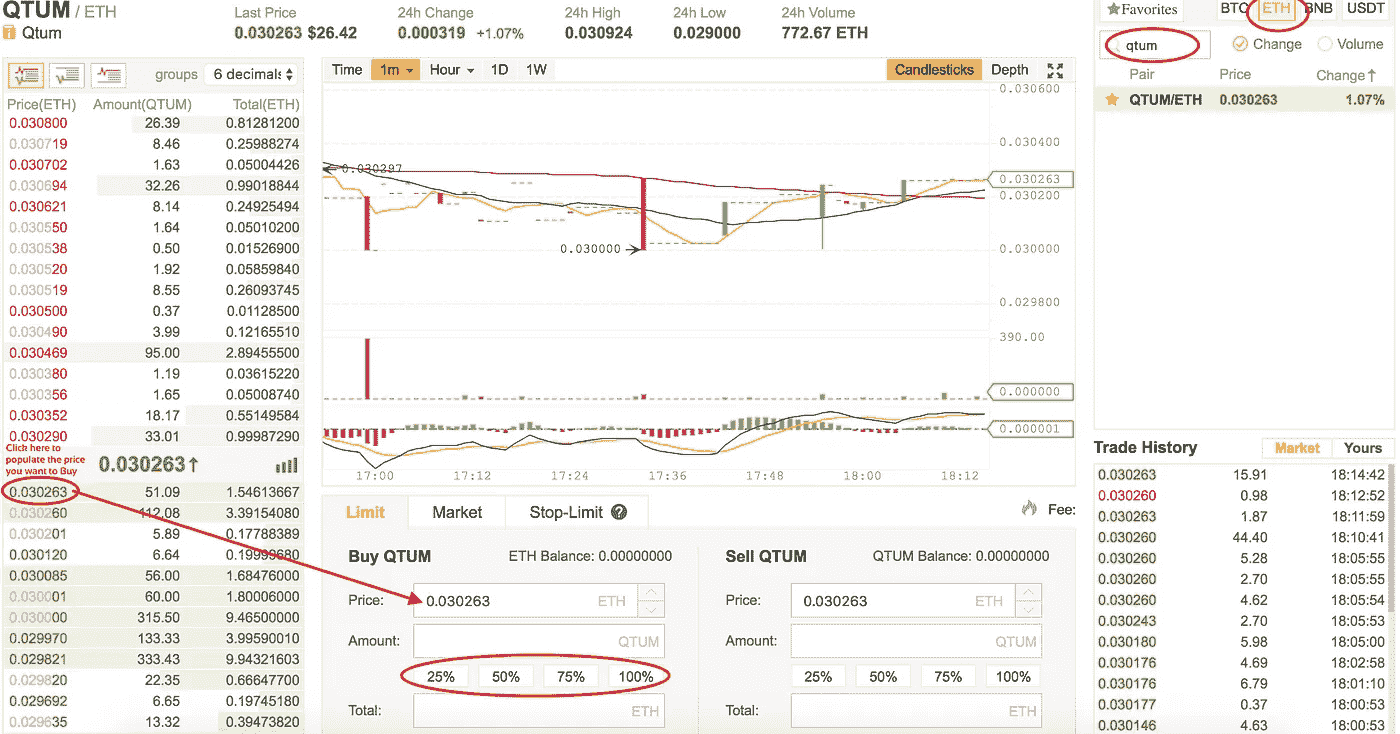 QTUM / ETH
Qtum
Last Price
0.030263 $26.42
24h Change
0.000319 +1.07%
24h High
0.030924
24h Low
0.029000
24h Volume
772.67 ETH
groups 6 decimals
Price(ETH) Amount(QTUM) Total(ETH)
0.030800 26.39 0.81281200
0.030719 8.46 0.25988274
0.030702 1.63 0.05004426
0.030694 32.26 0.99018844
0.030621 8.14 0.24925494
0.030550 1.64 0.05010200
0.030538 0.50 0.01526900
0.030520 1.92 0.05859840
0.030519 8.55 0.26093745
0.030500 0.37 0.01128500
0.030490 3.99 0.12165510
0.030469 95.00 2.89455500
0.030380 1.19 0.03615220
0.030356 1.65 0.05008740
0.030352 18.17 0.55149584
0.030290 33.01 0.99987290
Click here to
populate the price
you want to Buy
0.030263↑
0.030263 51.09 1.54613667
0.030260 112.08 3.39154080
0.030201 5.89 0.17788389
0.030120 6.64 0.19999680
0.030085 56.00 1.68476000
0.030001 60.00 1.80006000
0.030000 315.50 9.46500000
0.029970 133.33 3.99590010
0.029821 333.43 9.94321603
0.029820 22.35 0.66647700
0.029692 6.65 0.19745180
0.029635 13.32 0.39473820
Time 1m Hour 1D 1W Candlesticks Depth
0.030600
0.030400
0.030297
0.030263
0.030200
0.030000 0.030000
0.029800
390.00
0.000000
0.000001
17:00 17:12 17:24 17:36 17:48 18:00 18:12
Limit Market Stop-Limit ? Fee:
Buy QTUM ETH Balance: 0.00000000
Price: 0.030263 ETH
Amount: QTUM
25% 50% 75% 100%
Total: ETH
Sell QTUM QTUM Balance: 0.00000000
Price: 0.030263 ETH
Amount: QTUM
25% 50% 75% 100%
Total: ETH
Favorites BTC ETH BNB USDT
qtum Change Volume
Pair Price Change↑
QTUM/ETH 0.030263 1.07%
Trade History Market Yours
0.030263 15.91 18:14:42
0.030260 0.98 18:12:52
0.030263 1.87 18:11:59
0.030260 44.40 18:10:41
0.030260 5.28 18:05:55
0.030260 2.70 18:05:55
0.030260 4.62 18:05:54
0.030243 2.70 18:05:53
0.030180 5.98 18:05:00
0.030176 4.69 18:02:58
0.030176 6.79 18:01:10
0.030177 0.37 18:00:53
0.030146 4.63 18:00:53